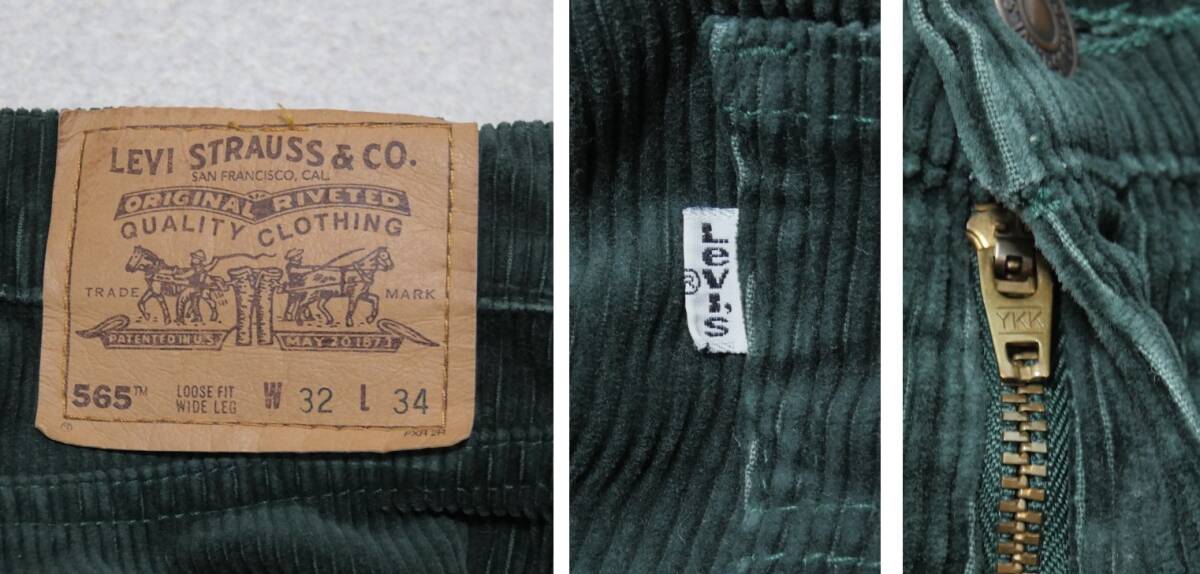 LEVI STRAUSS & CO.
SAN FRANCISCO, CAL.
ORIGINAL RIVETED
QUALITY CLOTHING
TRADE MARK
PATENTED IN U.S. MAY 20 1873
565™ LOOSE FIT WIDE LEG W 32 L 34
Levi's®
YKK